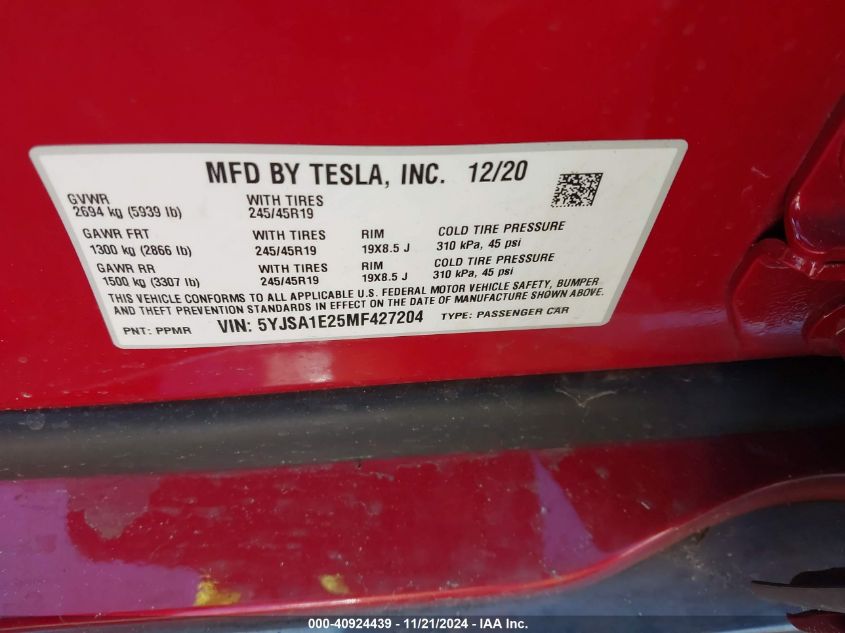 MFD BY TESLA, INC. 12/20
GVWR WITH TIRES
2694 kg (5939 lb) 245/45R19
GAWR FRT WITH TIRES RIM COLD TIRE PRESSURE
1300 kg (2866 lb) 245/45R19 19X8.5 J 310 kPa, 45 psi
GAWR RR WITH TIRES RIM COLD TIRE PRESSURE
1500 kg (3307 lb) 245/45R19 19X8.5 J 310 kPa, 45 psi
THIS VEHICLE CONFORMS TO ALL APPLICABLE U.S. FEDERAL MOTOR VEHICLE SAFETY, BUMPER
AND THEFT PREVENTION STANDARDS IN EFFECT ON THE DATE OF MANUFACTURE SHOWN ABOVE.
PNT: PPMR VIN: 5YJSA1E25MF427204 TYPE: PASSENGER CAR
000-40924439 - 11/21/2024 - IAA, Inc.